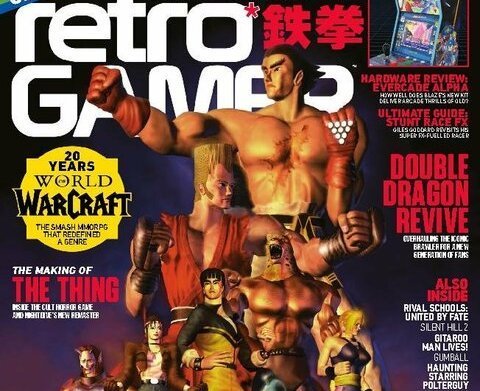 retro*鉄拳
GAMER
HARDWARE REVIEW:
EVERCADE ALPHA
HOW WELL DOES BLAZE'S NEW KIT
DELIVER ARCADE THRILLS OF OLD?
ULTIMATE GUIDE:
STUNT RACE FX
GILES GODDARD REVISITS HIS
SUPER FX-FUELLED RACER
20
YEARS
WORLD
OF
WARCRAFT
THE SMASH MMORPG
THAT REDEFINED
A GENRE
DOUBLE
DRAGON
REVIVE
OVERHAULING THE ICONIC
BRAWLER FOR A NEW
GENERATION OF FANS
THE MAKING OF
THE THING
INSIDE THE CULT HORROR GAME
AND NIGHTDIVE'S NEW REMASTER
ALSO
INSIDE
RIVAL SCHOOLS:
UNITED BY FATE
SILENT HILL 2
GITAROO
MAN LIVES!
GUMBALL
HAUNTING
STARRING
POLTERGUY